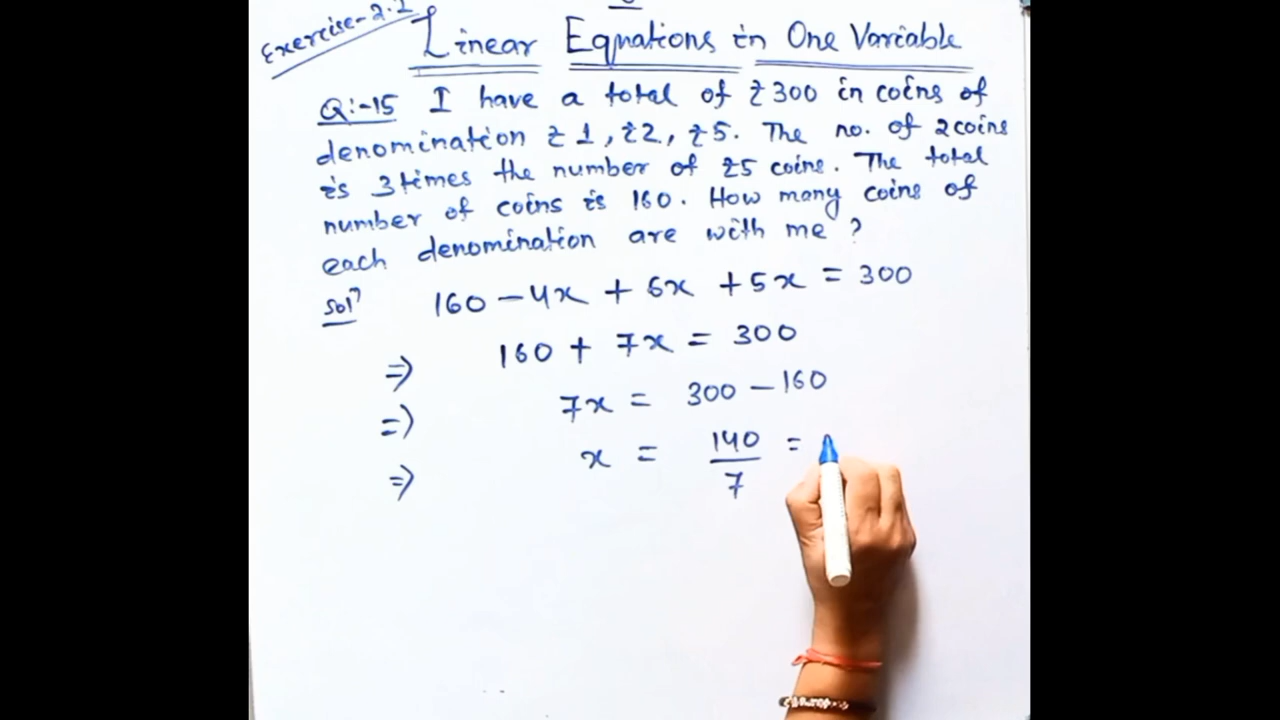 Exercise-2.2
Linear Equations in One Variable
Q:-15 I have a total of ₹300 in coins of
denomination ₹1, ₹2, ₹5. The no. of 2 coins
is 3 times the number of ₹5 coins. The total
number of coins is 160. How many coins of
each denomination are with me?
Solⁿ 160 - 4x + 6x + 5x = 300
⇒ 160 + 7x = 300
⇒ 7x = 300 - 160
⇒ x = 140/7 =